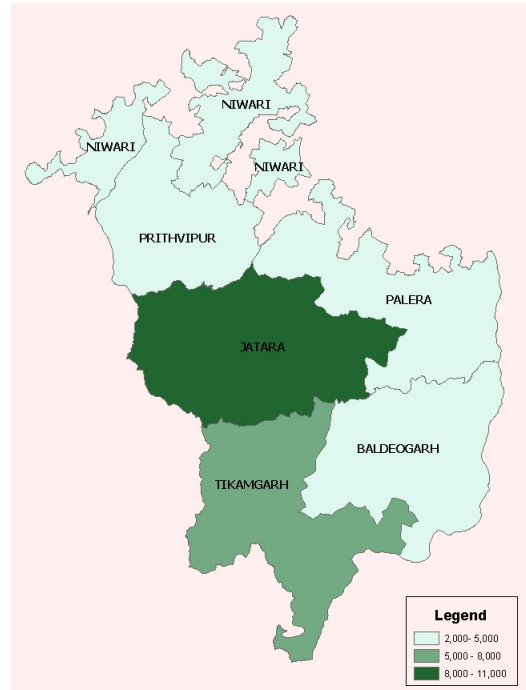 NIWARI
NIWARI
NIWARI
PRITHVIPUR
PALERA
JATARA
BALDEOGARH
TIKAMGARH
Legend
2,000- 5,000
5,000 - 8,000
8,000 - 11,000